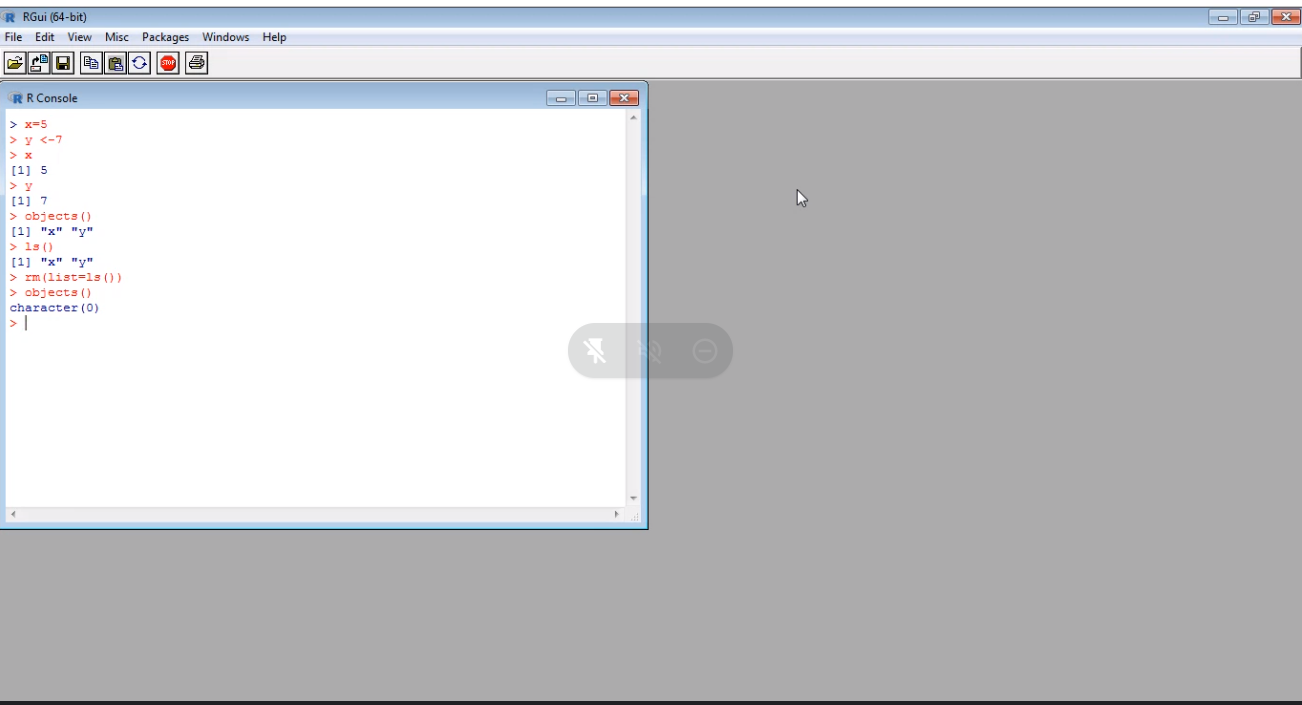 R RGui (64-bit)
File Edit View Misc Packages Windows Help
STOP
R R Console
> x=5
> y <-7
> x
[1] 5
> y
[1] 7
> objects()
[1] "x" "y"
> ls()
[1] "x" "y"
> rm(list=ls())
> objects()
character(0)
>